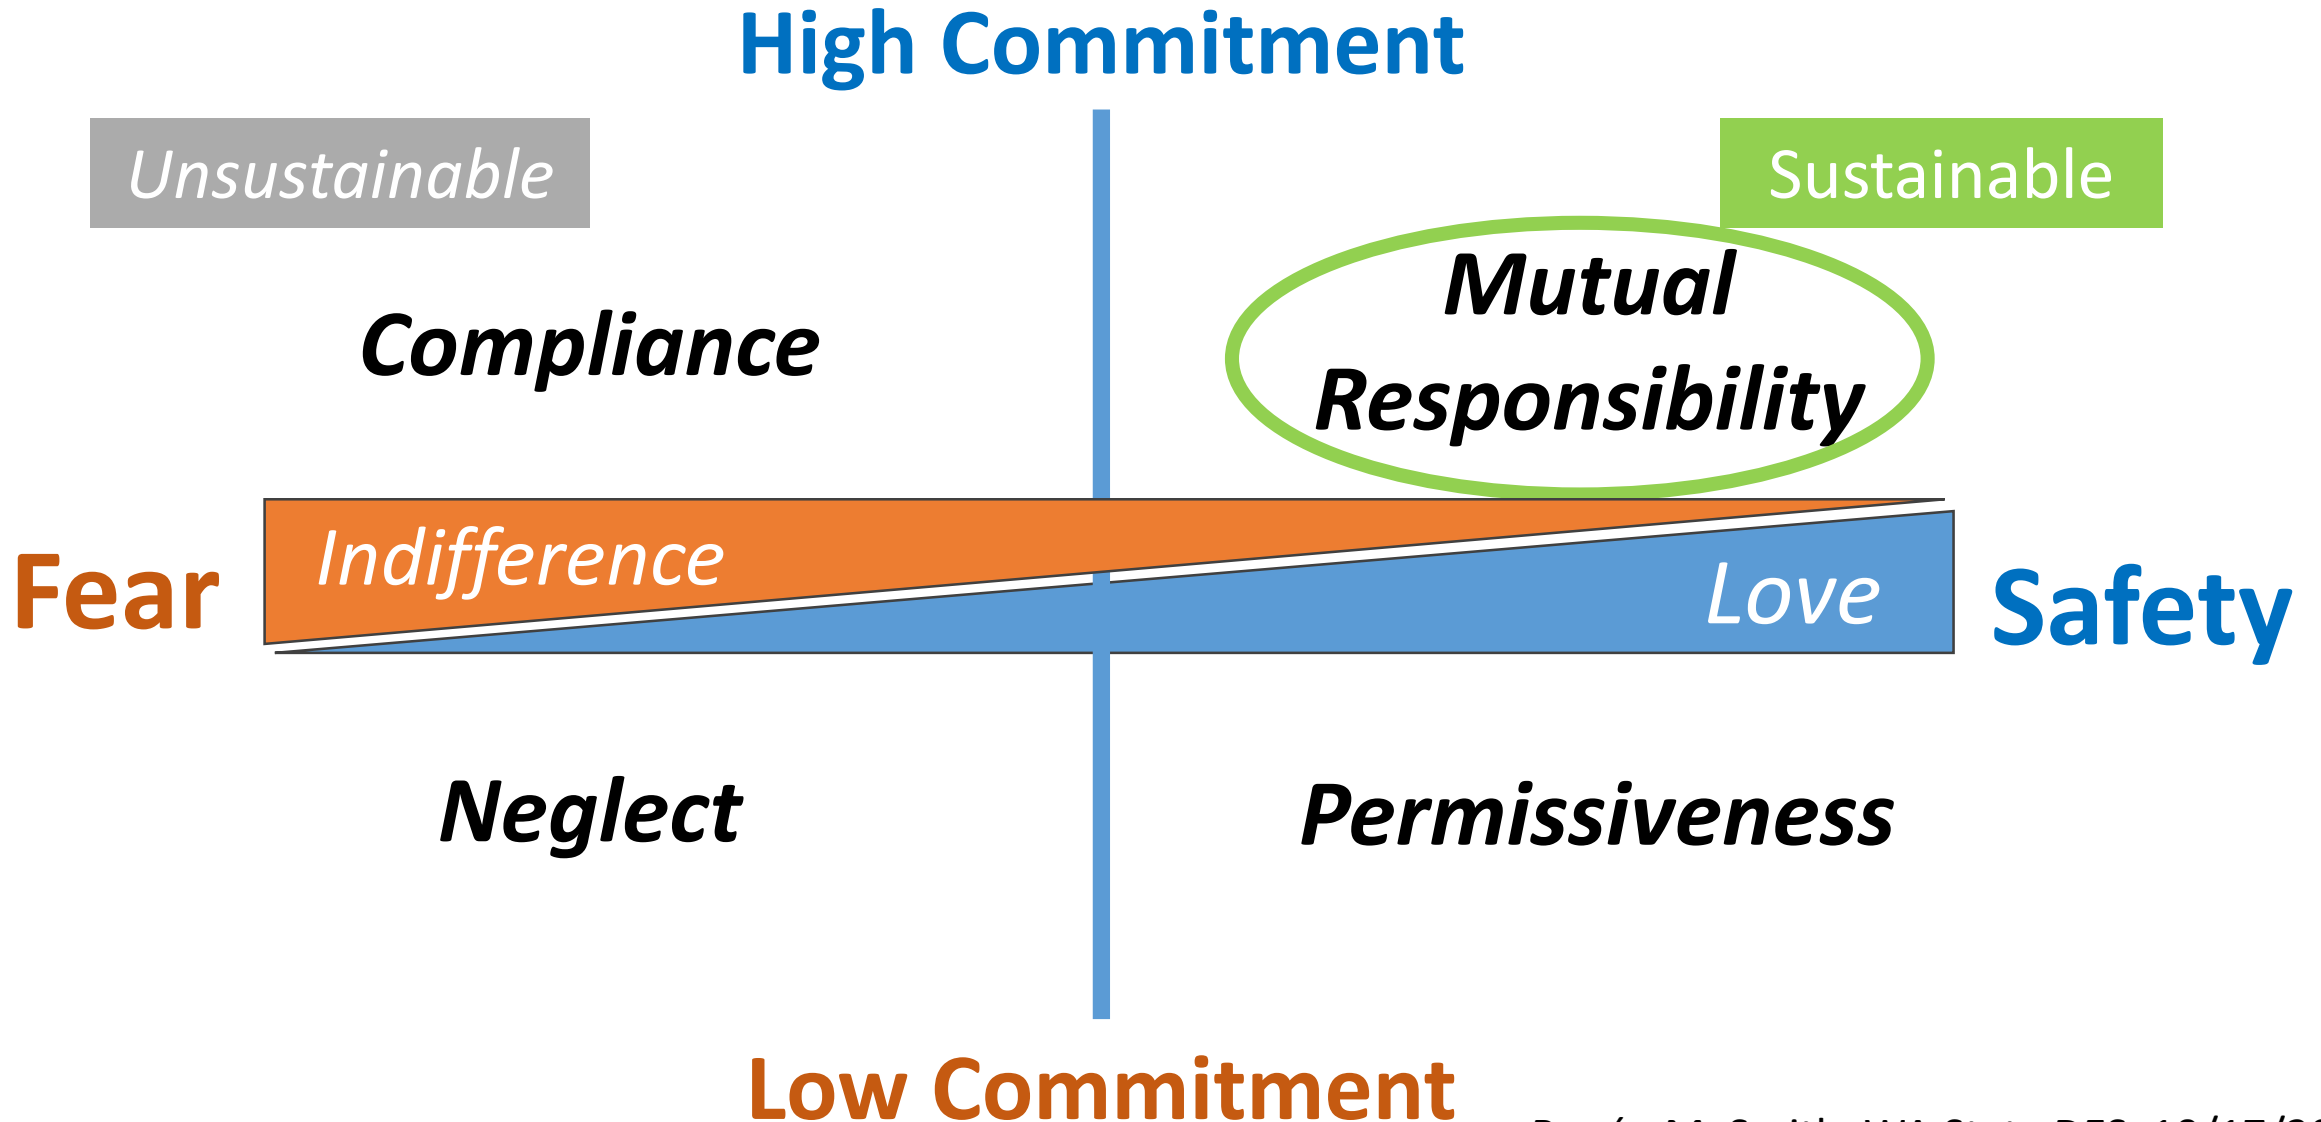 High Commitment
Unsustainable
Sustainable
Compliance
Mutual
Responsibility
Fear
Indifference
Love
Safety
Neglect
Permissiveness
Low Commitment